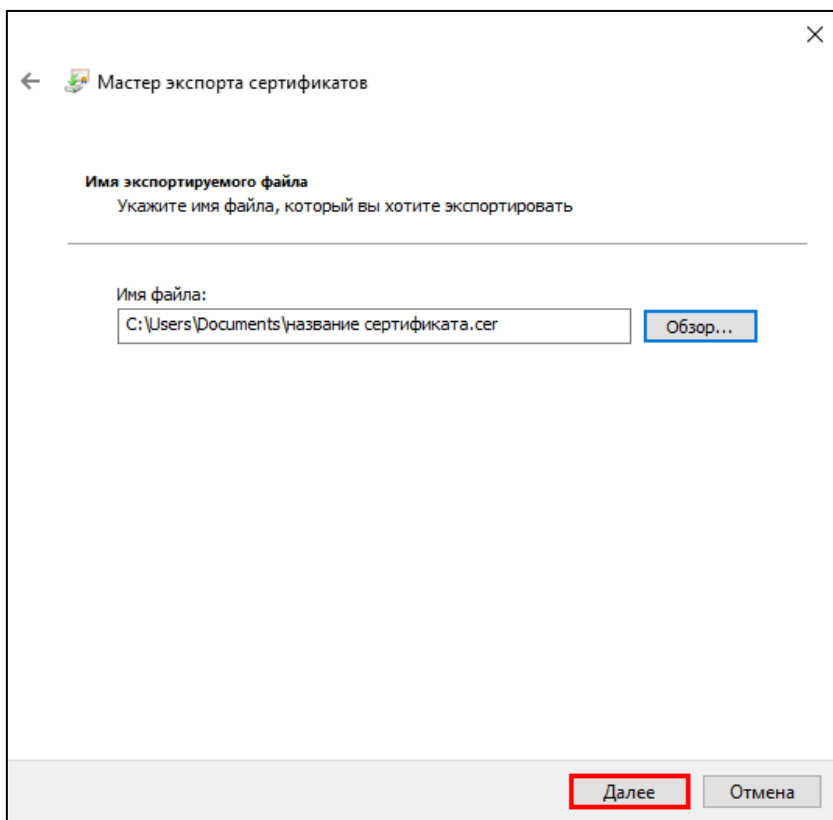 Мастер экспорта сертификатов
Имя экспортируемого файла
Укажите имя файла, который вы хотите экспортировать
Имя файла:
C:\Users\Documents\название сертификата.cer
Обзор...
Далее
Отмена